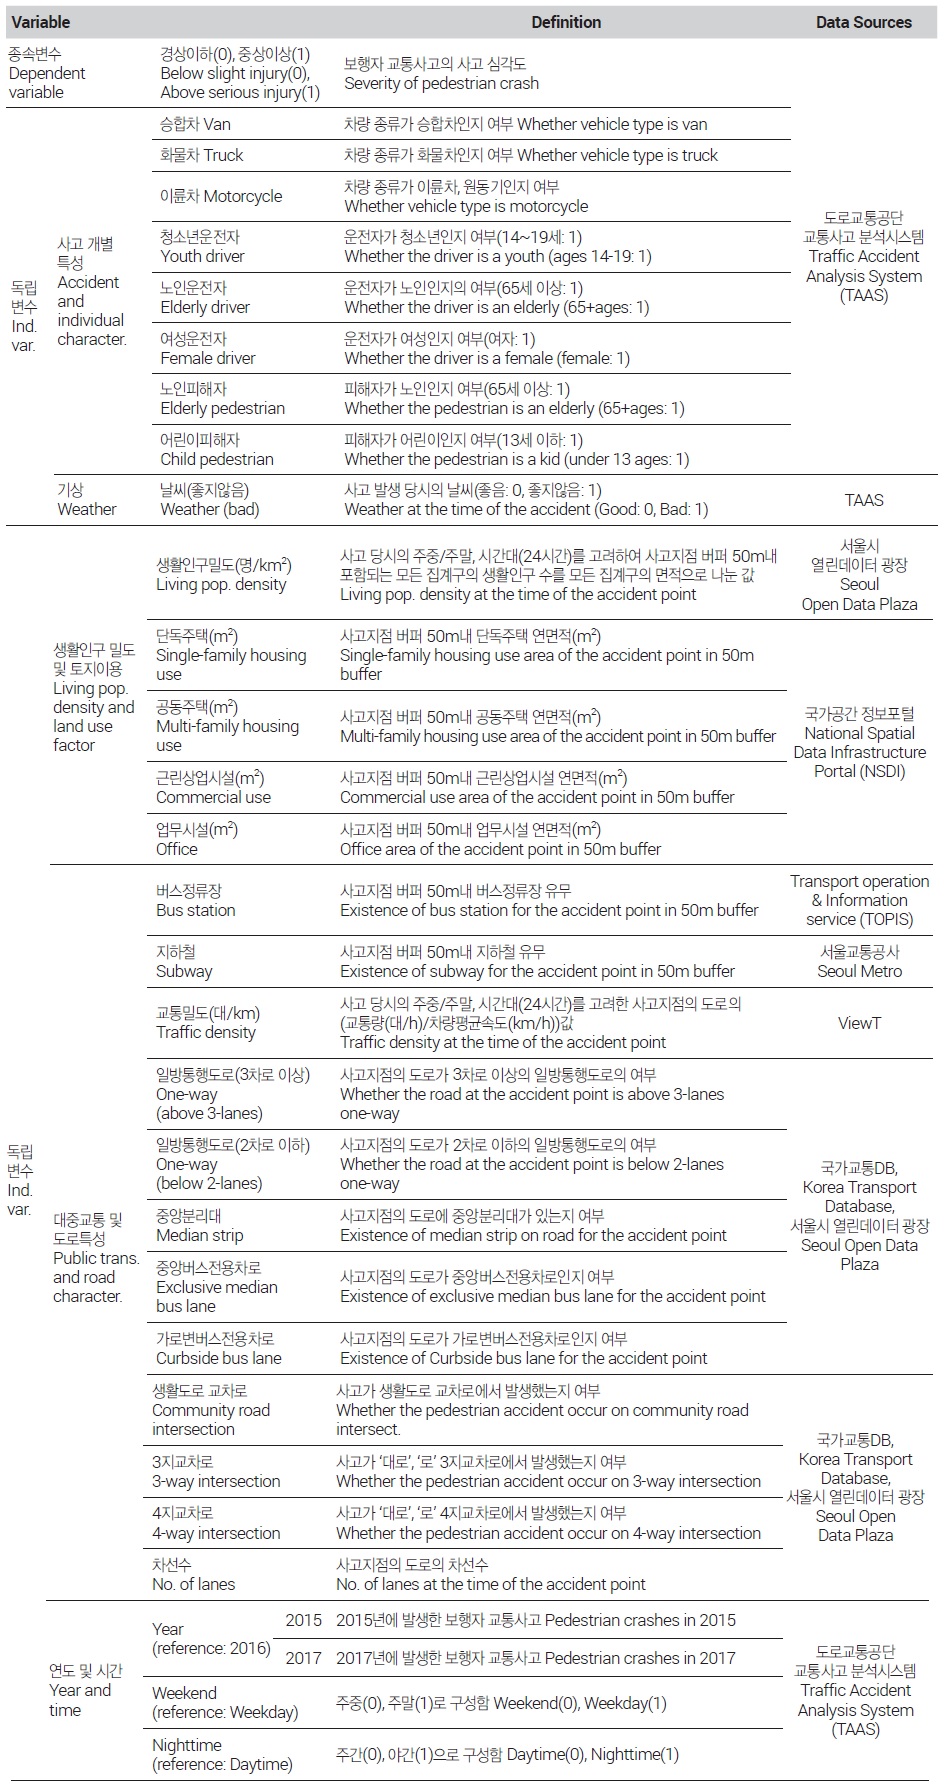 Variable Definition Data Sources
종속변수
Dependent
variable
경상이하(0), 중상이상(1)
Below slight injury(0),
Above serious injury(1)
보행자 교통사고의 사고 심각도
Severity of pedestrian crash
독립
변수
Ind.
var.
사고 개별
특성
Accident
and
individual
character.
승합차 Van
차량 종류가 승합차인지 여부 Whether vehicle type is van
화물차 Truck
차량 종류가 화물차인지 여부 Whether vehicle type is truck
이륜차 Motorcycle
차량 종류가 이륜차, 원동기인지 여부
Whether vehicle type is motorcycle
청소년운전자
Youth driver
운전자가 청소년인지 여부(14~19세: 1)
Whether the driver is a youth (ages 14-19: 1)
노인운전자
Elderly driver
운전자가 노인인지의 여부(65세 이상: 1)
Whether the driver is an elderly (65+ages: 1)
여성운전자
Female driver
운전자가 여성인지 여부(여자: 1)
Whether the driver is a female (female: 1)
노인피해자
Elderly pedestrian
피해자가 노인인지 여부(65세 이상: 1)
Whether the pedestrian is an elderly (65+ages: 1)
어린이피해자
Child pedestrian
피해자가 어린이인지 여부(13세 이하: 1)
Whether the pedestrian is a kid (under 13 ages: 1)
도로교통공단
교통사고 분석시스템
Traffic Accident
Analysis System
(TAAS)
기상
Weather
날씨(좋지않음)
Weather (bad)
사고 발생 당시의 날씨(좋음: 0, 좋지않음: 1)
Weather at the time of the accident (Good: 0, Bad: 1)
TAAS
독립
변수
Ind.
var.
생활인구 밀도
및 토지이용
Living pop.
density and
land use
factor
생활인구밀도(명/km²)
Living pop. density
사고 당시의 주중/주말, 시간대(24시간)를 고려하여 사고지점 버퍼 50m내
포함되는 모든 집계구의 생활인구 수를 모든 집계구의 면적으로 나눈 값
Living pop. density at the time of the accident point
서울시
열린데이터 광장
Seoul
Open Data Plaza
단독주택(m²)
Single-family housing
use
사고지점 버퍼 50m내 단독주택 연면적(m²)
Single-family housing use area of the accident point in 50m
buffer
공동주택(m²)
Multi-family housing
use
사고지점 버퍼 50m내 공동주택 연면적(m²)
Multi-family housing use area of the accident point in 50m buffer
근린상업시설(m²)
Commercial use
사고지점 버퍼 50m내 근린상업시설 연면적(m²)
Commercial use area of the accident point in 50m buffer
업무시설(m²)
Office
사고지점 버퍼 50m내 업무시설 연면적(m²)
Office area of the accident point in 50m buffer
국가공간 정보포털
National Spatial
Data Infrastructure
Portal (NSDI)
대중교통 및
도로특성
Public trans.
and road
character.
버스정류장
Bus station
사고지점 버퍼 50m내 버스정류장 유무
Existence of bus station for the accident point in 50m buffer
Transport operation
& Information
service (TOPIS)
지하철
Subway
사고지점 버퍼 50m내 지하철 유무
Existence of subway for the accident point in 50m buffer
서울교통공사
Seoul Metro
교통밀도(대/km)
Traffic density
사고 당시의 주중/주말, 시간대(24시간)를 고려한 사고지점의 도로의
(교통량(대/h)/차량평균속도(km/h))값
Traffic density at the time of the accident point
ViewT
일방통행도로(3차로 이상)
One-way
(above 3-lanes)
사고지점의 도로가 3차로 이상의 일방통행도로의 여부
Whether the road at the accident point is above 3-lanes
one-way
일방통행도로(2차로 이하)
One-way
(below 2-lanes)
사고지점의 도로가 2차로 이하의 일방통행도로의 여부
Whether the road at the accident point is below 2-lanes
one-way
중앙분리대
Median strip
사고지점의 도로에 중앙분리대가 있는지 여부
Existence of median strip on road for the accident point
중앙버스전용차로
Exclusive median
bus lane
사고지점의 도로가 중앙버스전용차로인지 여부
Existence of exclusive median bus lane for the accident point
가로변버스전용차로
Curbside bus lane
사고지점의 도로가 가로변버스전용차로인지 여부
Existence of Curbside bus lane for the accident point
국가교통DB,
Korea Transport
Database,
서울시 열린데이터 광장
Seoul Open Data
Plaza
생활도로 교차로
Community road
intersection
사고가 생활도로 교차로에서 발생했는지 여부
Whether the pedestrian accident occur on community road
intersect.
3지교차로
3-way intersection
사고가 ‘대로’, ‘로’ 3지교차로에서 발생했는지 여부
Whether the pedestrian accident occur on 3-way intersection
4지교차로
4-way intersection
사고가 ‘대로’, ‘로’ 4지교차로에서 발생했는지 여부
Whether the pedestrian accident occur on 4-way intersection
차선수
No. of lanes
사고지점의 도로의 차선수
No. of lanes at the time of the accident point
국가교통DB,
Korea Transport
Database,
서울시 열린데이터 광장
Seoul Open
Data Plaza
연도 및 시간
Year and
time
Year
(reference: 2016)
2015
2015년에 발생한 보행자 교통사고 Pedestrian crashes in 2015
2017
2017년에 발생한 보행자 교통사고 Pedestrian crashes in 2017
Weekend
(reference: Weekday)
주중(0), 주말(1)로 구성함 Weekend(0), Weekday(1)
Nighttime
(reference: Daytime)
주간(0), 야간(1)으로 구성함 Daytime(0), Nighttime(1)
도로교통공단
교통사고 분석시스템
Traffic Accident
Analysis System
(TAAS)